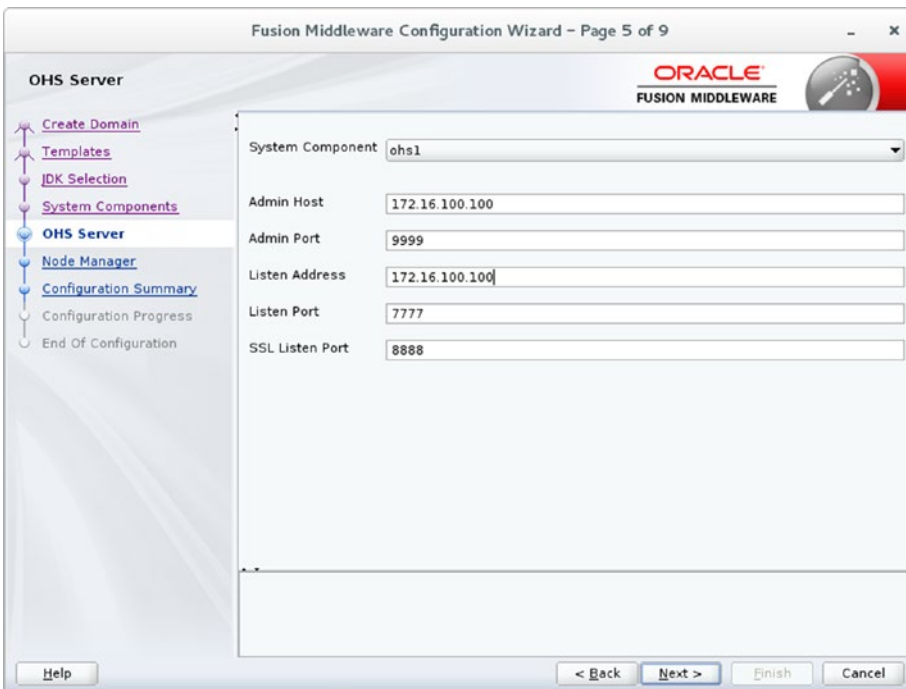 Fusion Middleware Configuration Wizard - Page 5 of 9
OHS Server
ORACLE
FUSION MIDDLEWARE
Create Domain
Templates
JDK Selection
System Components
OHS Server
Node Manager
Configuration Summary
Configuration Progress
End Of Configuration
System Component ohs1
Admin Host 172.16.100.100
Admin Port 9999
Listen Address 172.16.100.100
Listen Port 7777
SSL Listen Port 8888
Help
< Back
Next >
Finish
Cancel